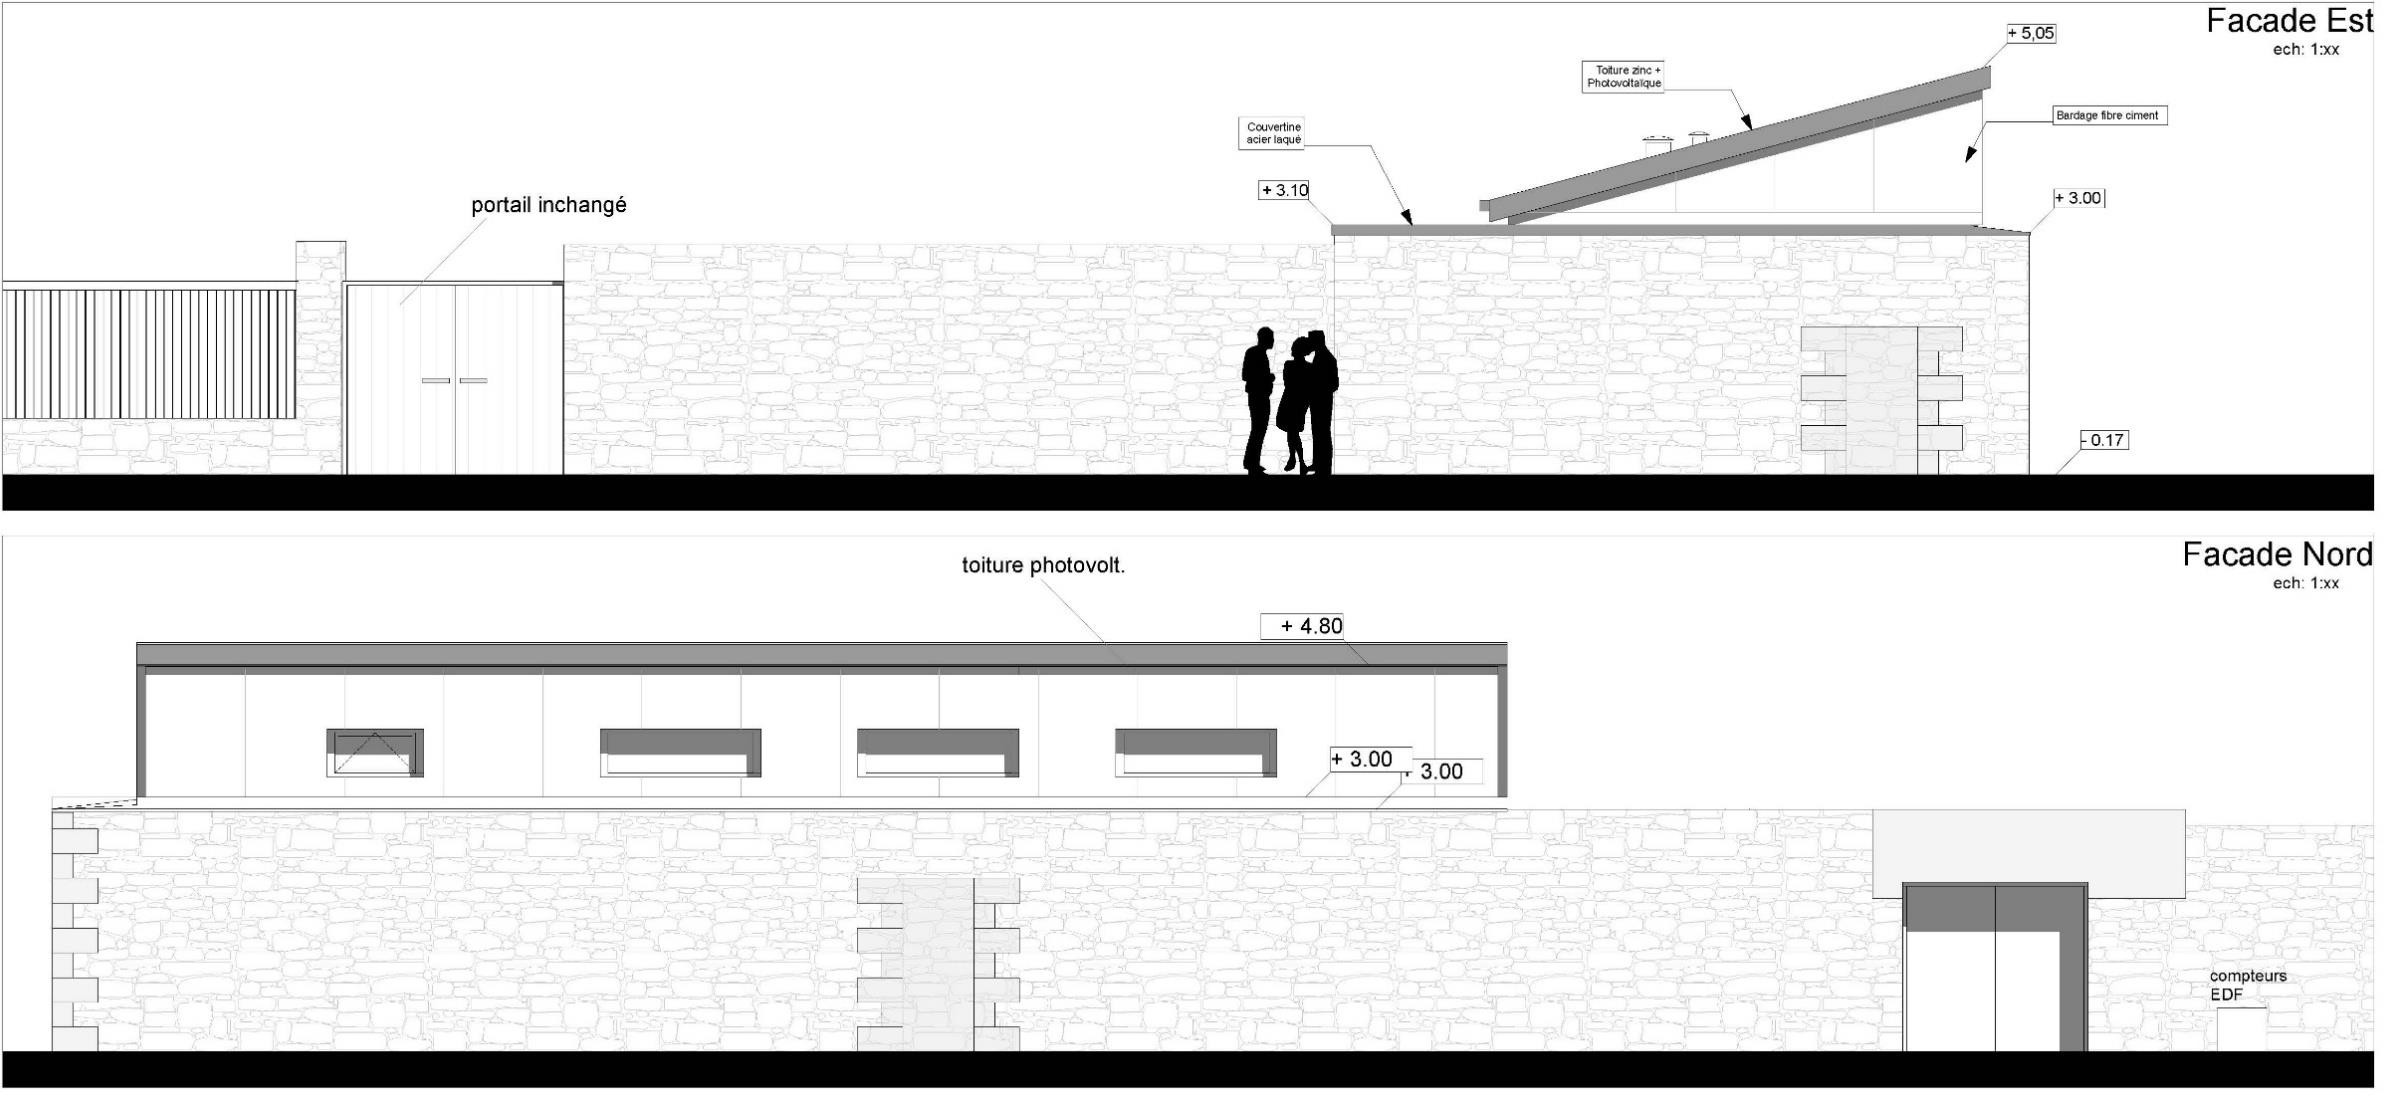 Facade Est
ech: 1:xx
+ 5,05
Toiture zinc +
Photovoltaïque
Bardage fibre ciment
Couvertine
acier laqué
+ 3.10
+ 3.00
portail inchangé
- 0.17
Facade Nord
ech: 1:xx
toiture photovolt.
+ 4.80
+ 3.00
+ 3.00
compteurs
EDF